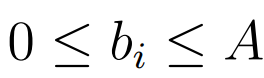 0 ≤ b_i ≤ A